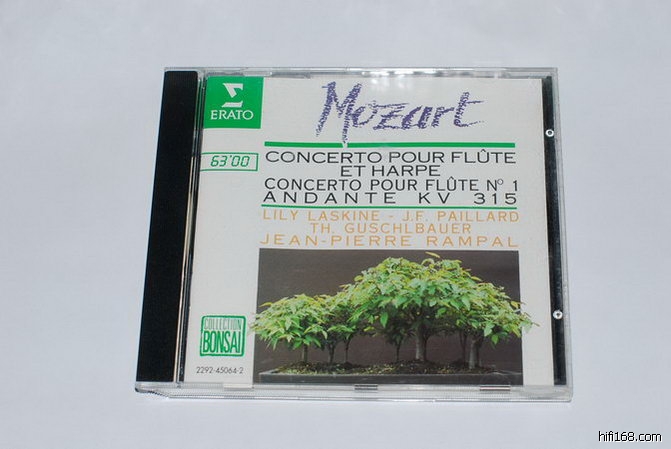 ERATO
Mozart
63'00
CONCERTO POUR FLÛTE
ET HARPE
CONCERTO POUR FLÛTE Nº 1
ANDANTE KV 315
LILY LASKINE - J.F. PAILLARD
TH. GUSCHLBAUER
JEAN-PIERRE RAMPAL
COLLECTION
BONSAI
2292-45064-2
hifi168.com